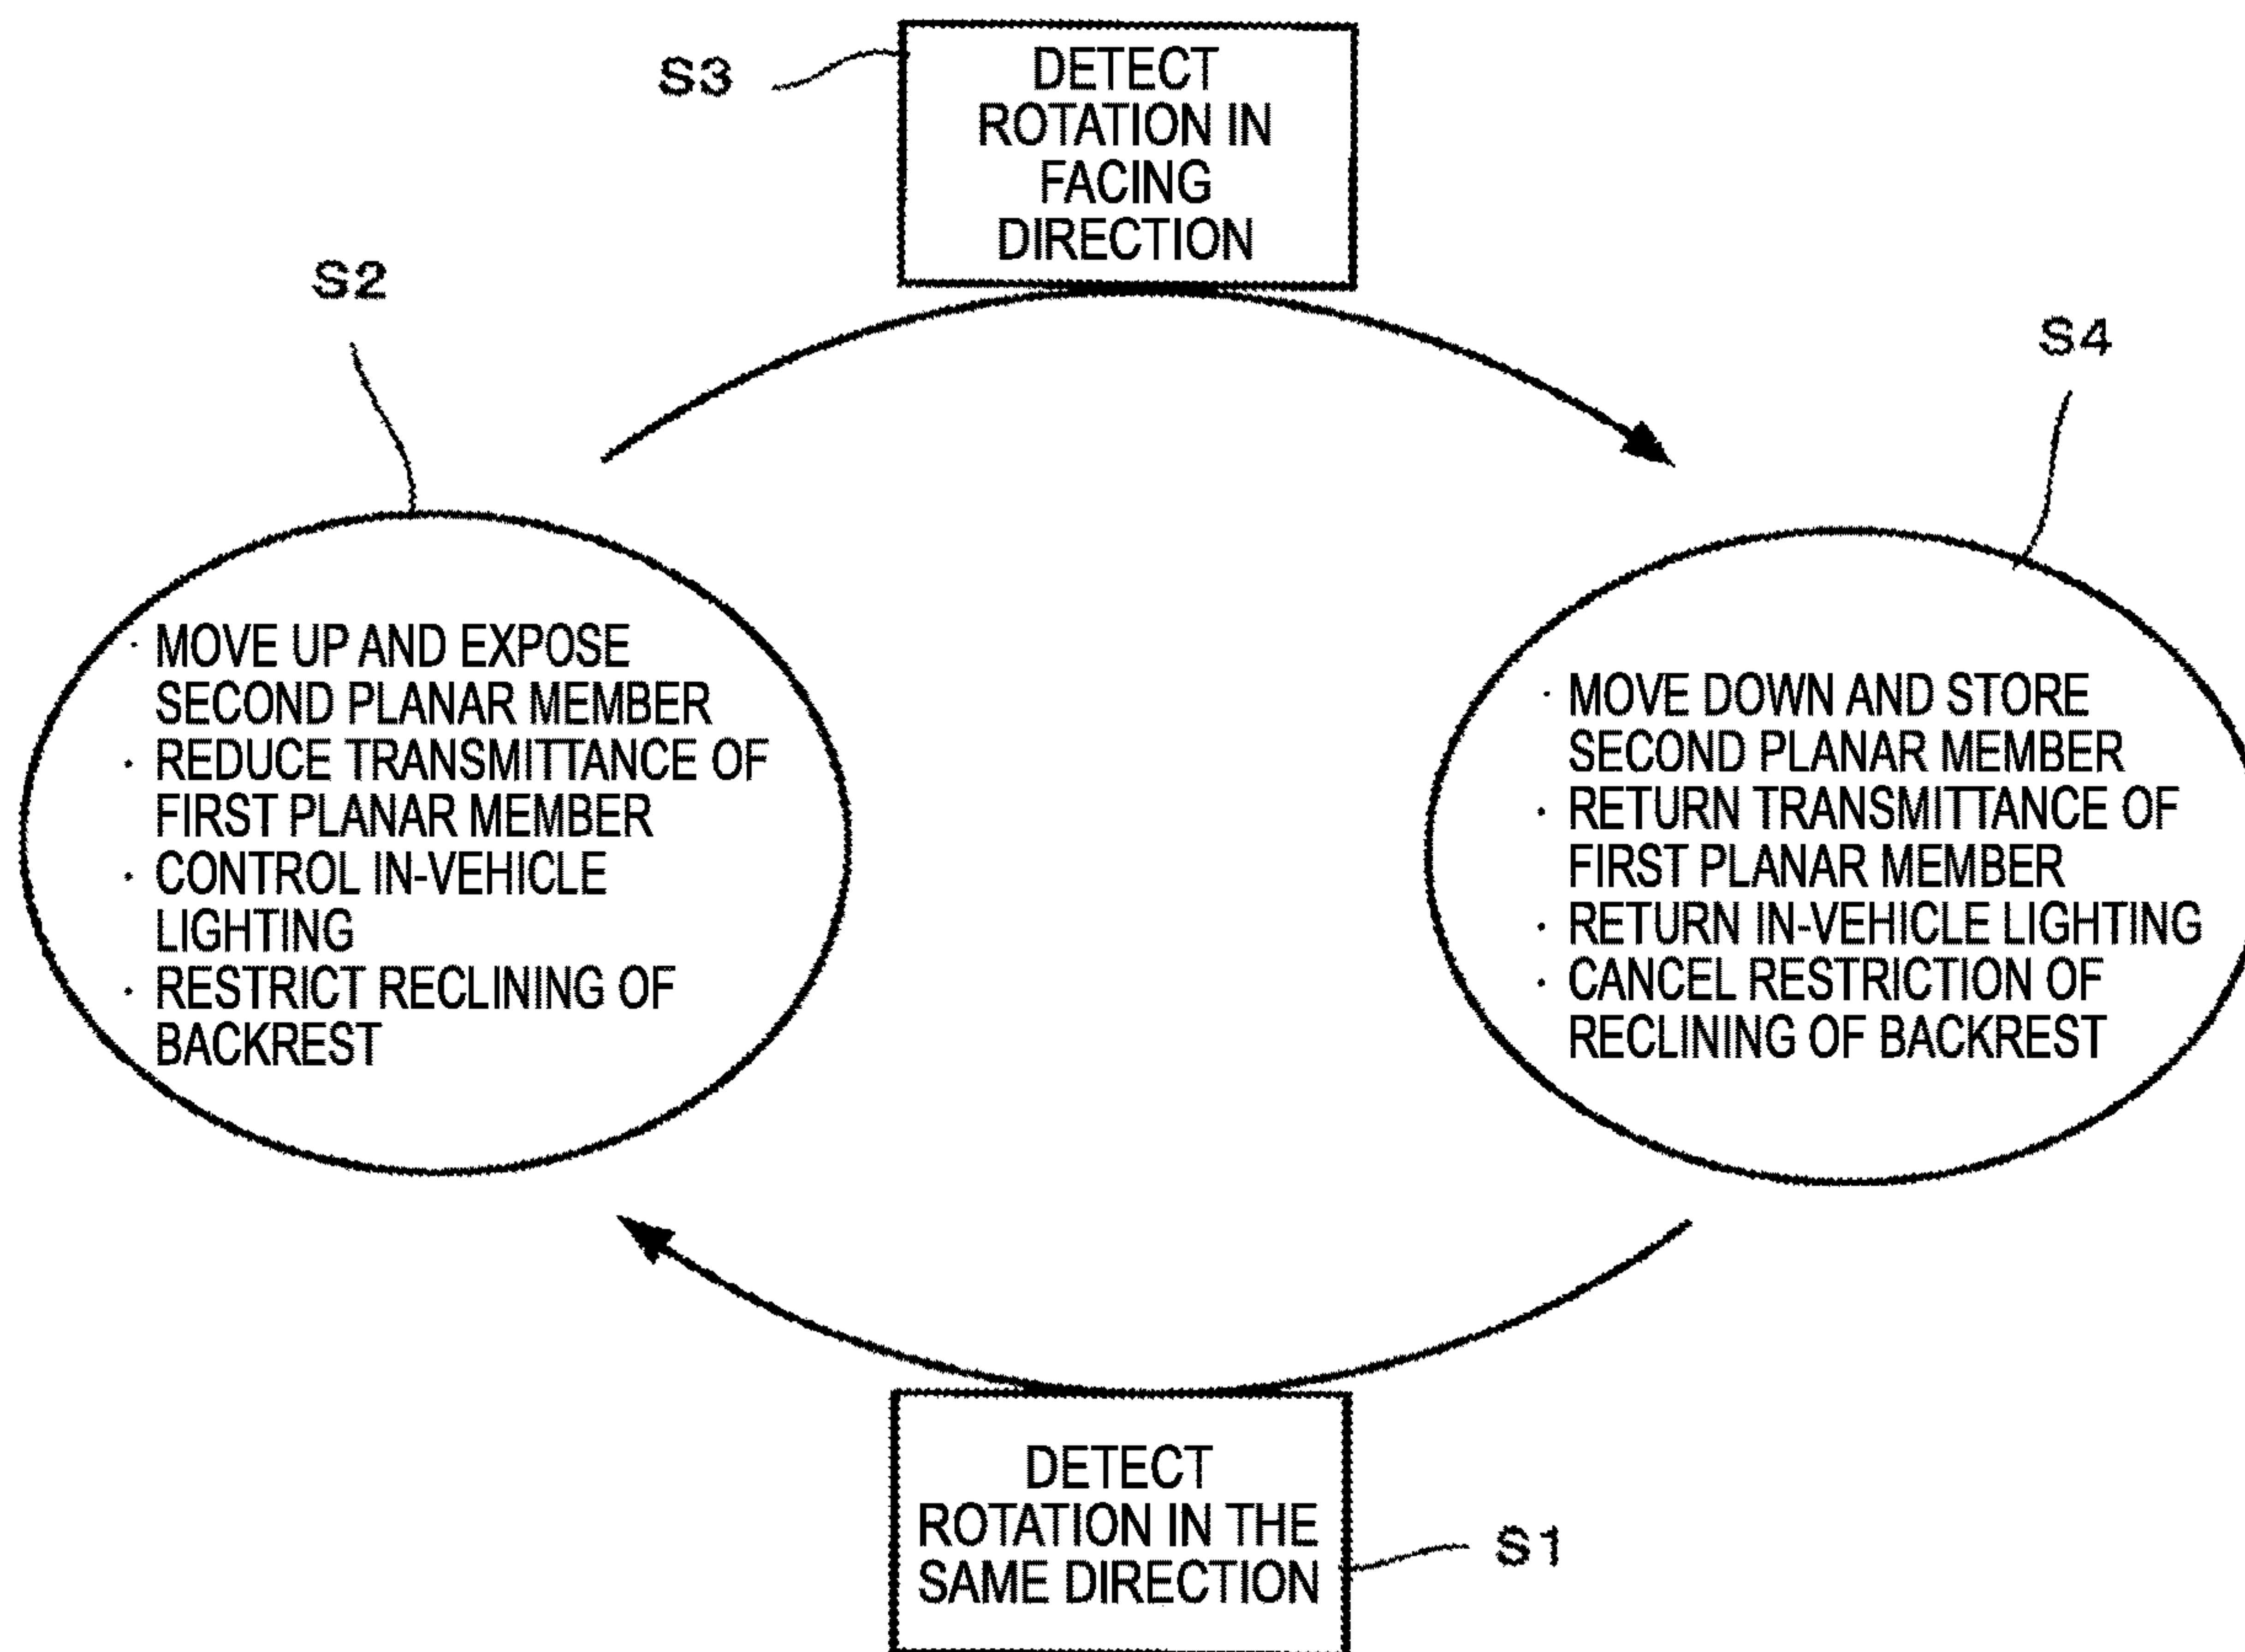 S3
DETECT
ROTATION IN
FACING
DIRECTION
S2
S4
· MOVE UP AND EXPOSE
SECOND PLANAR MEMBER
· REDUCE TRANSMITTANCE OF
FIRST PLANAR MEMBER
· CONTROL IN-VEHICLE
LIGHTING
· RESTRICT RECLINING OF
BACKREST
· MOVE DOWN AND STORE
SECOND PLANAR MEMBER
· RETURN TRANSMITTANCE OF
FIRST PLANAR MEMBER
· RETURN IN-VEHICLE LIGHTING
· CANCEL RESTRICTION OF
RECLINING OF BACKREST
DETECT
ROTATION IN THE
SAME DIRECTION
S1